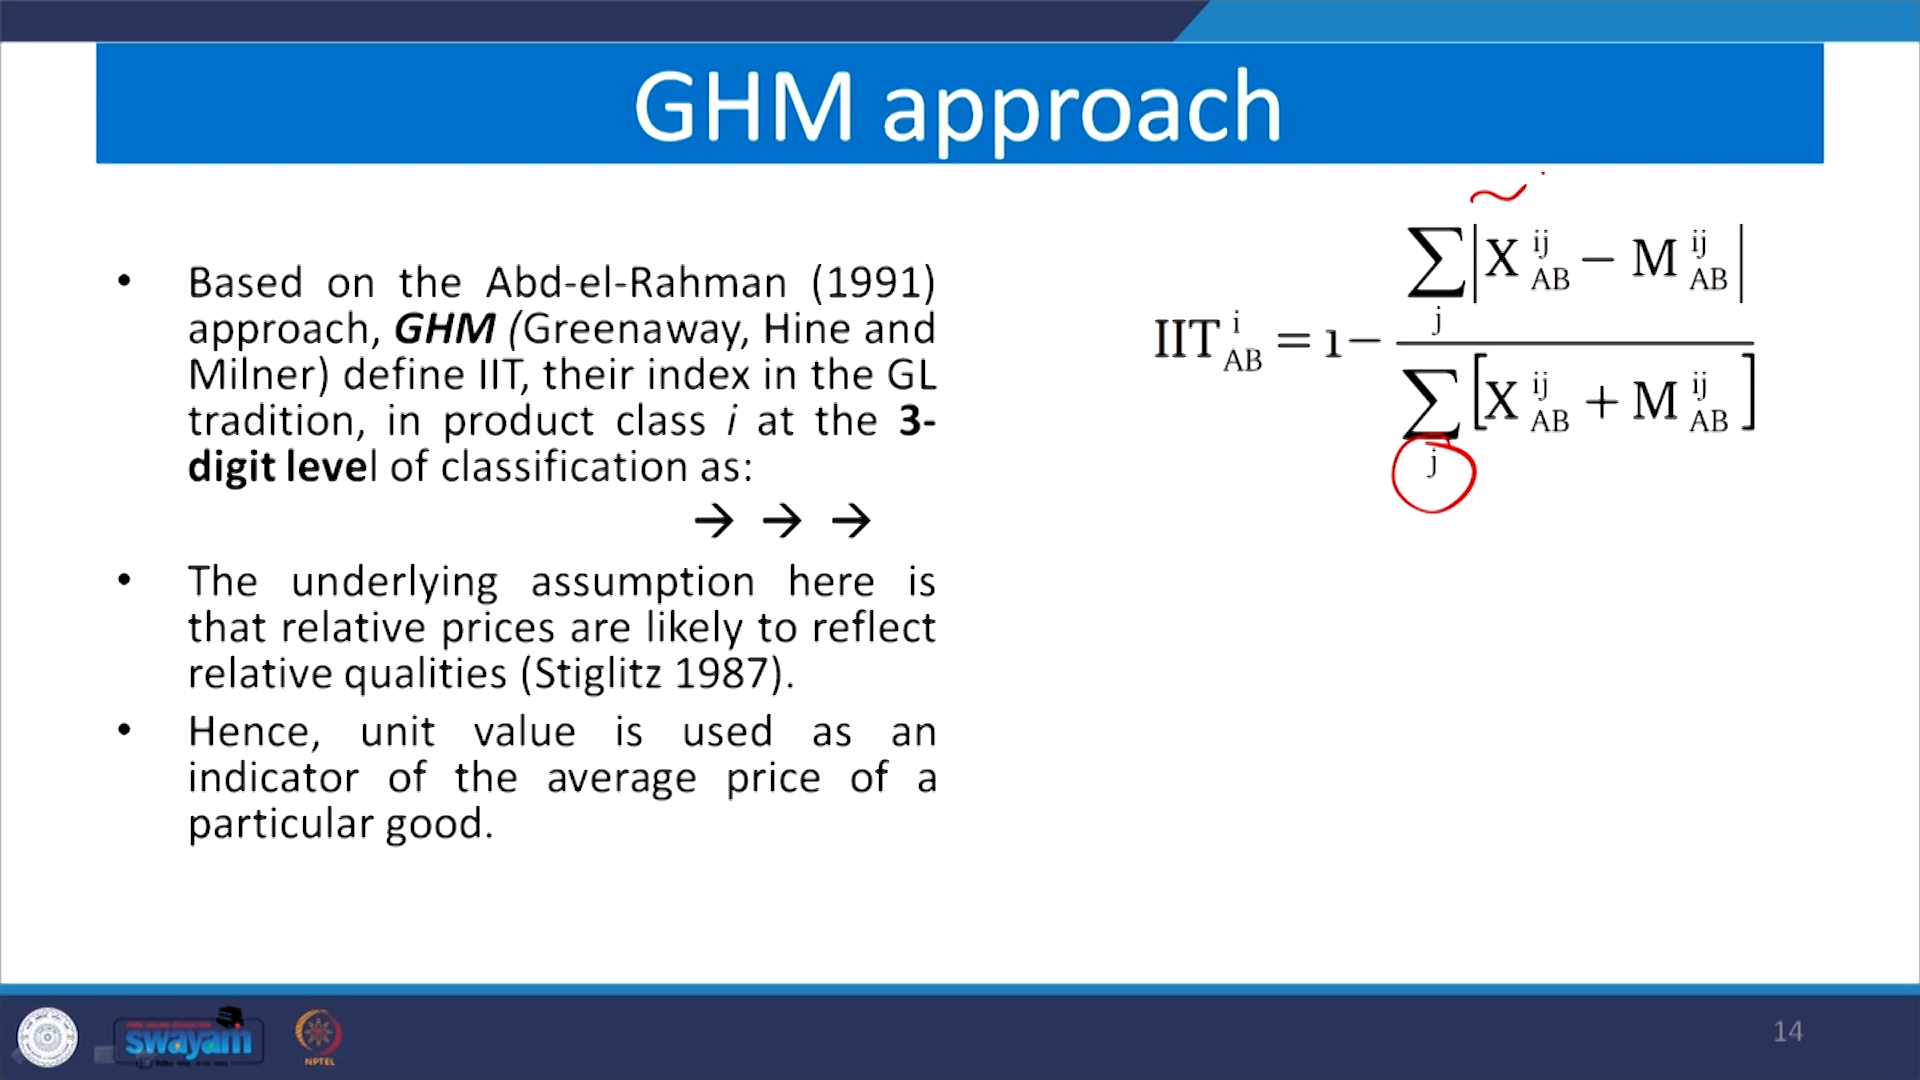 GHM approach
• Based on the Abd-el-Rahman (1991)
approach, GHM (Greenaway, Hine and
Milner) define IIT, their index in the GL
tradition, in product class i at the 3-
digit level of classification as:
→ → →
• The underlying assumption here is
that relative prices are likely to reflect
relative qualities (Stiglitz 1987).
• Hence, unit value is used as an
indicator of the average price of a
particular good.
∑ | X ij AB − M ij AB |
j
IIT i AB = 1 −
∑ [ X ij AB + M ij AB ]
j
swayam
NPTEL
14